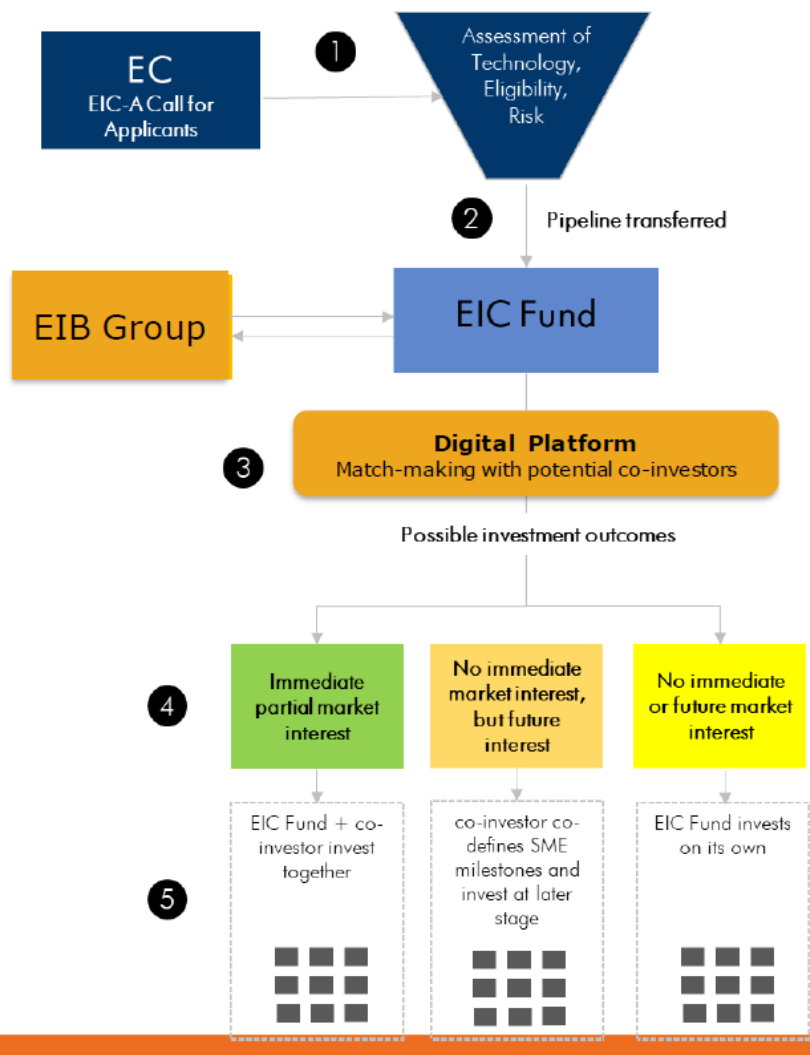 1
EC
EIC-A Call for
Applicants
Assessment of
Technology,
Eligibility,
Risk
2
Pipeline transferred
EIB Group
EIC Fund
3
Digital Platform
Match-making with potential co-investors
Possible investment outcomes
4
Immediate
partial market
interest
No immediate
market interest,
but future
interest
No immediate
or future market
interest
5
EIC Fund + co-
investor invest
together
co-investor co-
defines SME
milestones and
invest at later
stage
EIC Fund invests
on its own